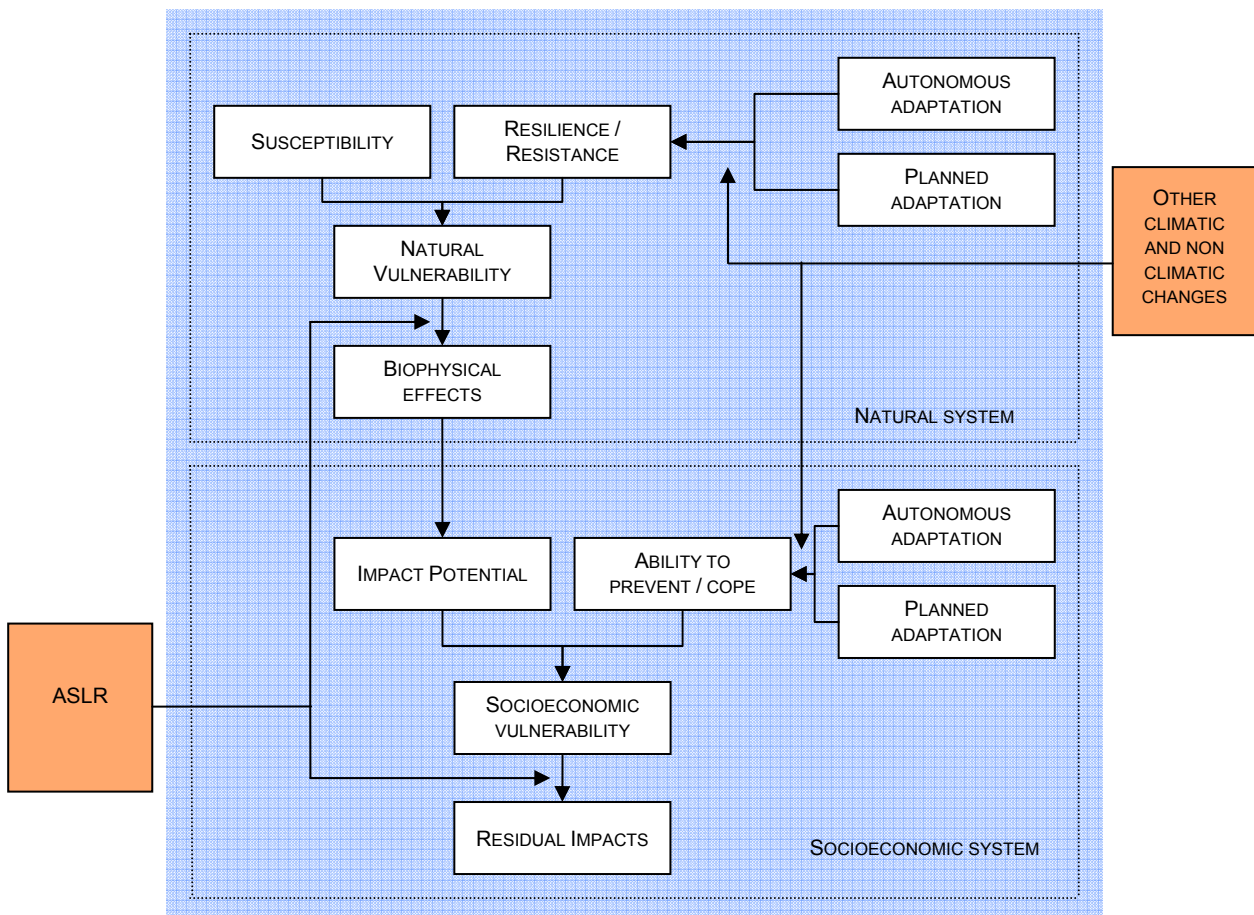 AUTONOMOUS
ADAPTATION
SUSCEPTIBILITY
RESILIENCE /
RESISTANCE
PLANNED
ADAPTATION
OTHER
CLIMATIC
AND NON
CLIMATIC
CHANGES
NATURAL
VULNERABILITY
BIOPHYSICAL
EFFECTS
NATURAL SYSTEM
AUTONOMOUS
ADAPTATION
IMPACT POTENTIAL
ABILITY TO
PREVENT / COPE
PLANNED
ADAPTATION
ASLR
SOCIOECONOMIC
VULNERABILITY
RESIDUAL IMPACTS
SOCIOECONOMIC SYSTEM